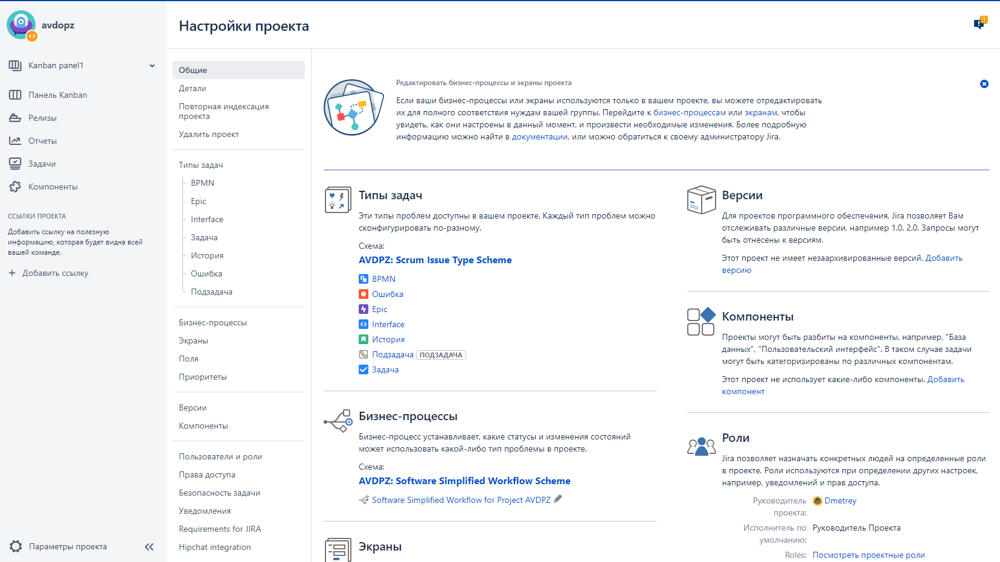 avdopz
Kanban panel1
Панель Kanban
Релизы
Отчеты
Задачи
Компоненты
ССЫЛКИ ПРОЕКТА
Добавить ссылку на полезную
информацию, которая будет видна всей
вашей команде.
Добавить ссылку
Параметры проекта
Настройки проекта
1
Общие
Детали
Повторная индексация
проекта
Удалить проект
Типы задач
BPMN
Epic
Interface
Задача
История
Ошибка
Подзадача
Бизнес-процессы
Экраны
Поля
Приоритеты
Версии
Компоненты
Пользователи и роли
Права доступа
Безопасность задачи
Уведомления
Requirements for JIRA
Hipchat integration
Редактировать бизнес-процессы и экраны проекта
Если ваши бизнес-процессы или экраны используются только в вашем проекте, вы можете отредактировать
их для полного соответствия нуждам вашей группы. Перейдите к бизнес-процессам или экранам, чтобы
увидеть, как они настроены в данный момент, и произвести необходимые изменения. Более подробную
информацию можно найти в документации, или можно обратиться к своему администратору Jira.
Типы задач
Эти типы проблем доступны в вашем проекте. Каждый тип проблем можно
сконфигурировать по-разному.
Схема:
AVDPZ: Scrum Issue Type Scheme
BPMN
Ошибка
Epic
Interface
История
Подзадача ПОДЗАДАЧА
Задача
Бизнес-процессы
Бизнес-процесс устанавливает, какие статусы и изменения состояний
может использовать какой-либо тип проблемы в проекте.
Схема:
AVDPZ: Software Simplified Workflow Scheme
Software Simplified Workflow for Project AVDPZ
Экраны
Версии
Для проектов программного обеспечения, Jira позволяет Вам
отслеживать различные версии, например 1.0, 2.0. Запросы могут
быть отнесены к версиям.
Этот проект не имеет незаархивированные версий. Добавить
версию
Компоненты
Проекты могут быть разбиты на компоненты, например, "База
данных", "Пользовательский интерфейс". В таком случае задачи
могут быть категоризированы по различных компонентам.
Этот проект не использует какие-либо компоненты. Добавить
компонент
Роли
Jira позволяет назначать конкретных людей на определенные роли
в проекте. Роли используются при определении других настроек,
например, уведомлений и прав доступа.
Руководитель
проекта:
Dmetrey
Исполнитель по
умолчанию:
Руководитель Проекта
Roles: Посмотреть проектные роли